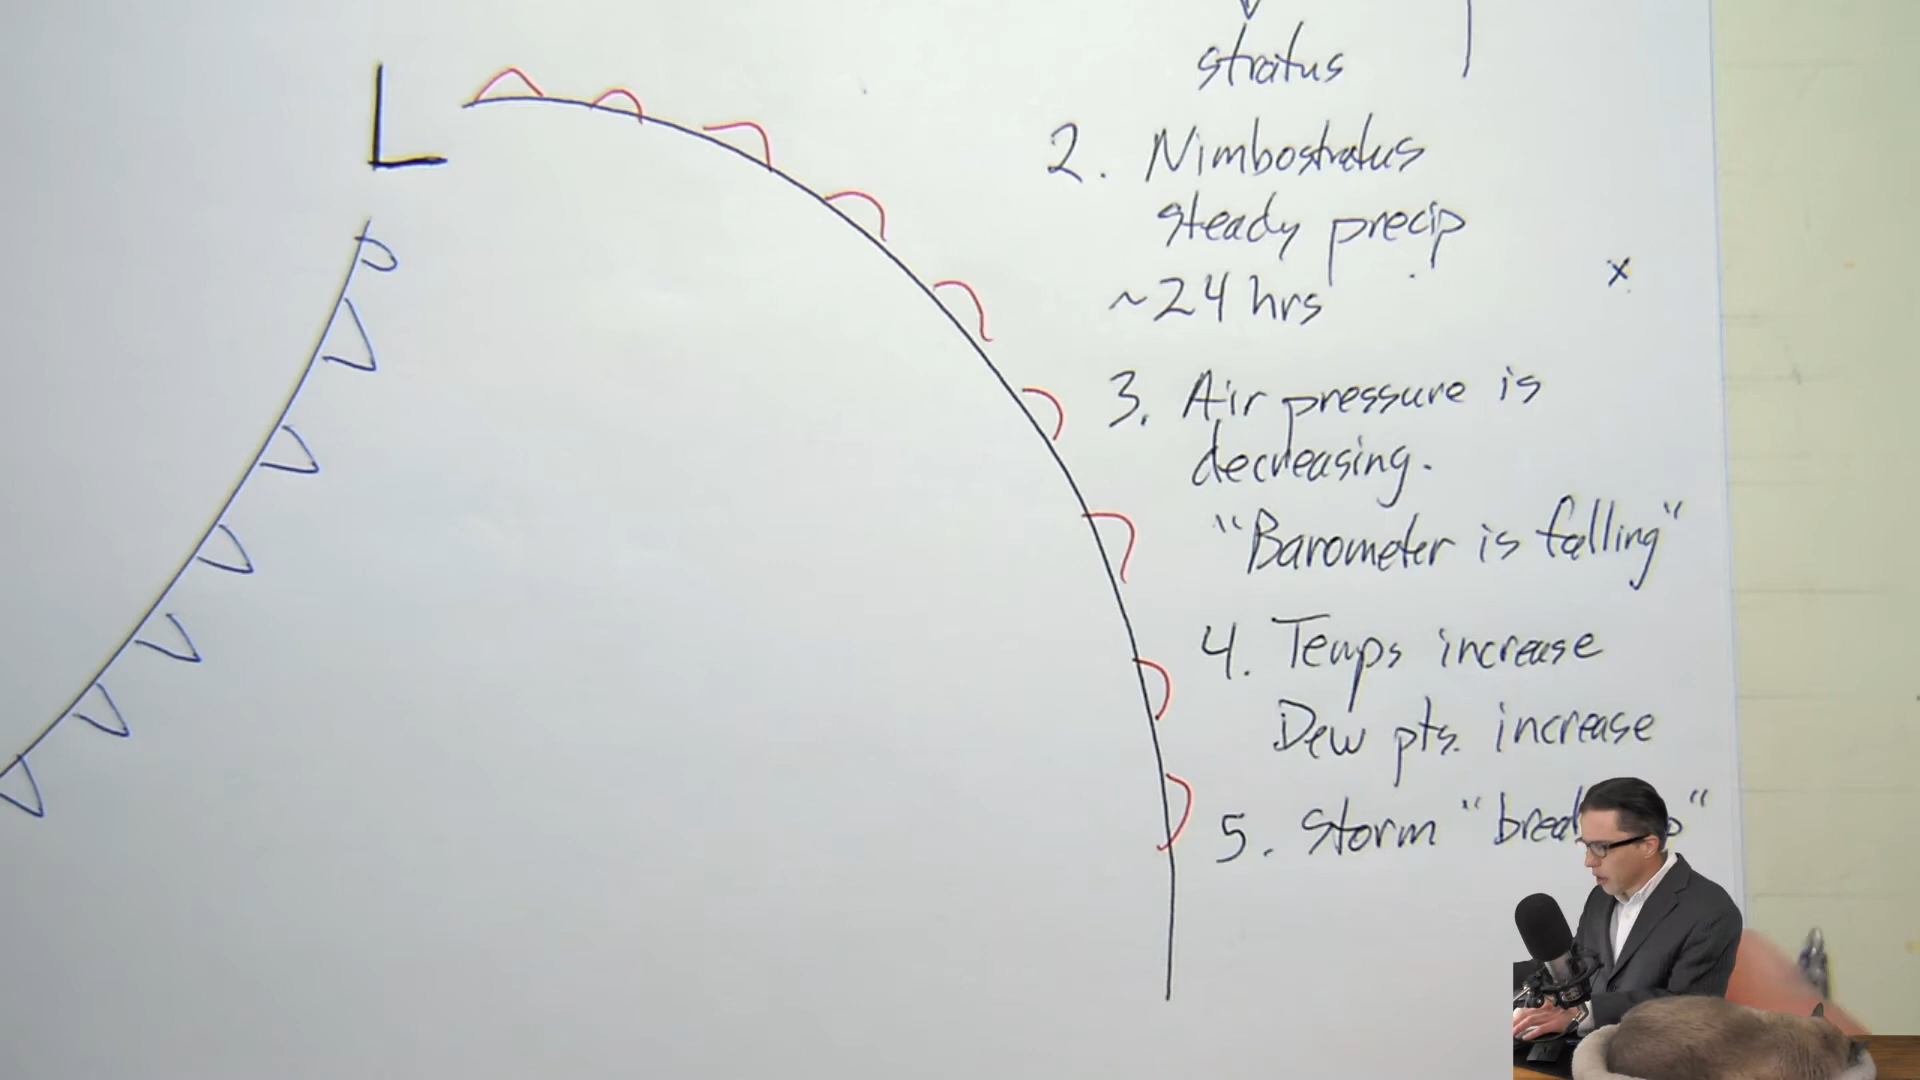 L
stratus
2. Nimbostratus
steady precip
~24 hrs
x
3. Air pressure is
decreasing.
"Barometer is falling"
4. Temps increase
Dew pts. increase
5. Storm "